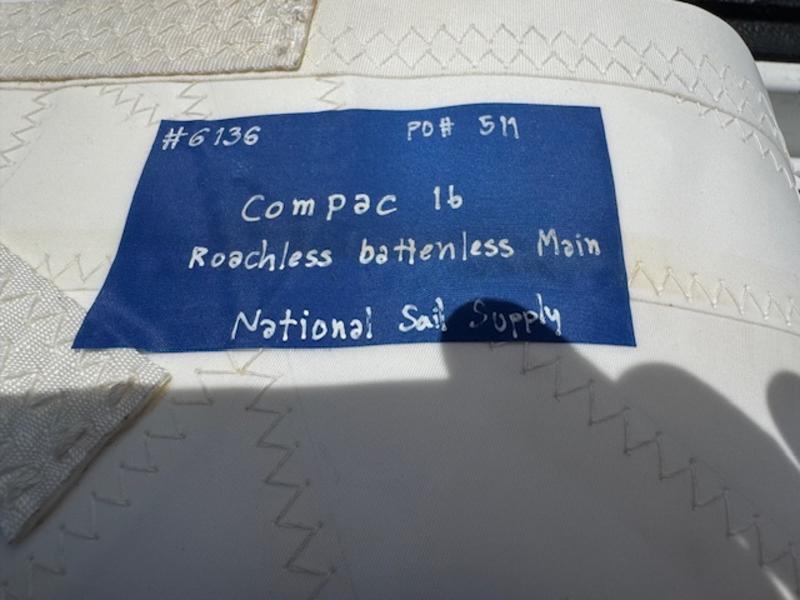 #6136 PO# 511
Compac 16
Roachless battenless Main
National Sail Supply